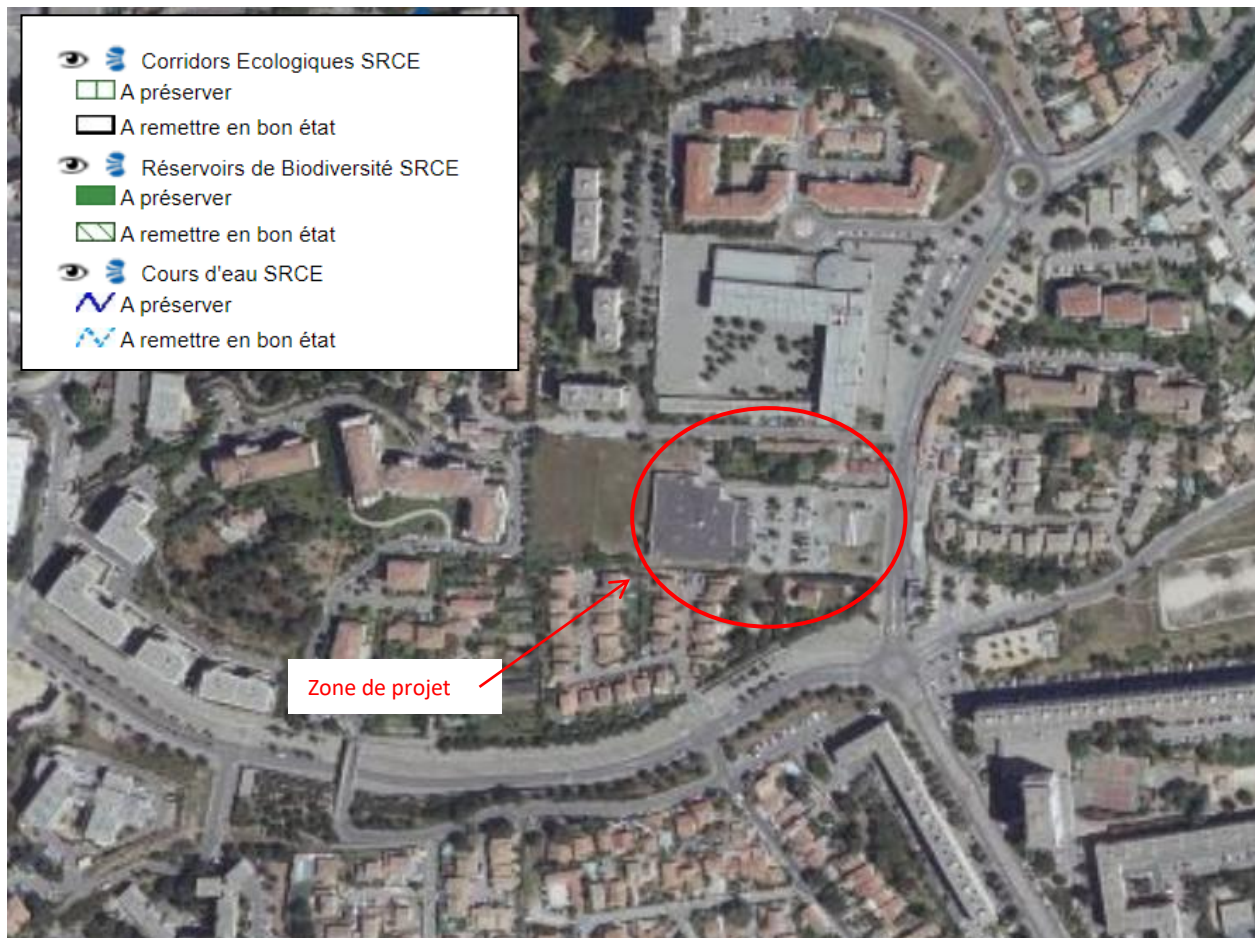 Corridors Ecologiques SRCE
A préserver
A remettre en bon état
Réservoirs de Biodiversité SRCE
A préserver
A remettre en bon état
Cours d'eau SRCE
A préserver
A remettre en bon état
Zone de projet